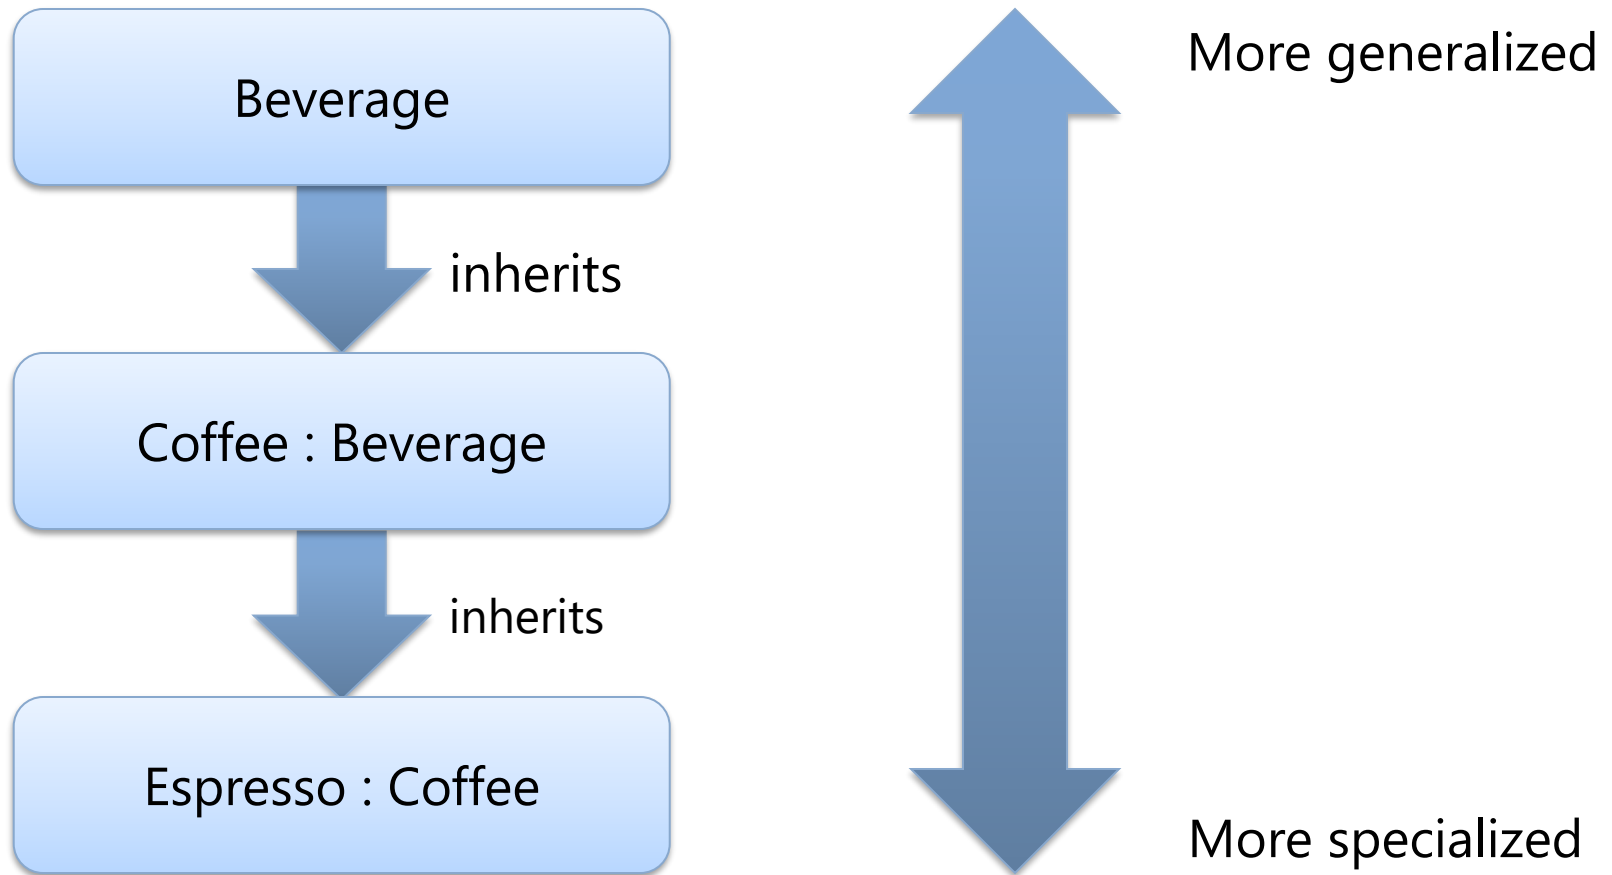 Beverage
More generalized
inherits
Coffee : Beverage
inherits
Espresso : Coffee
More specialized